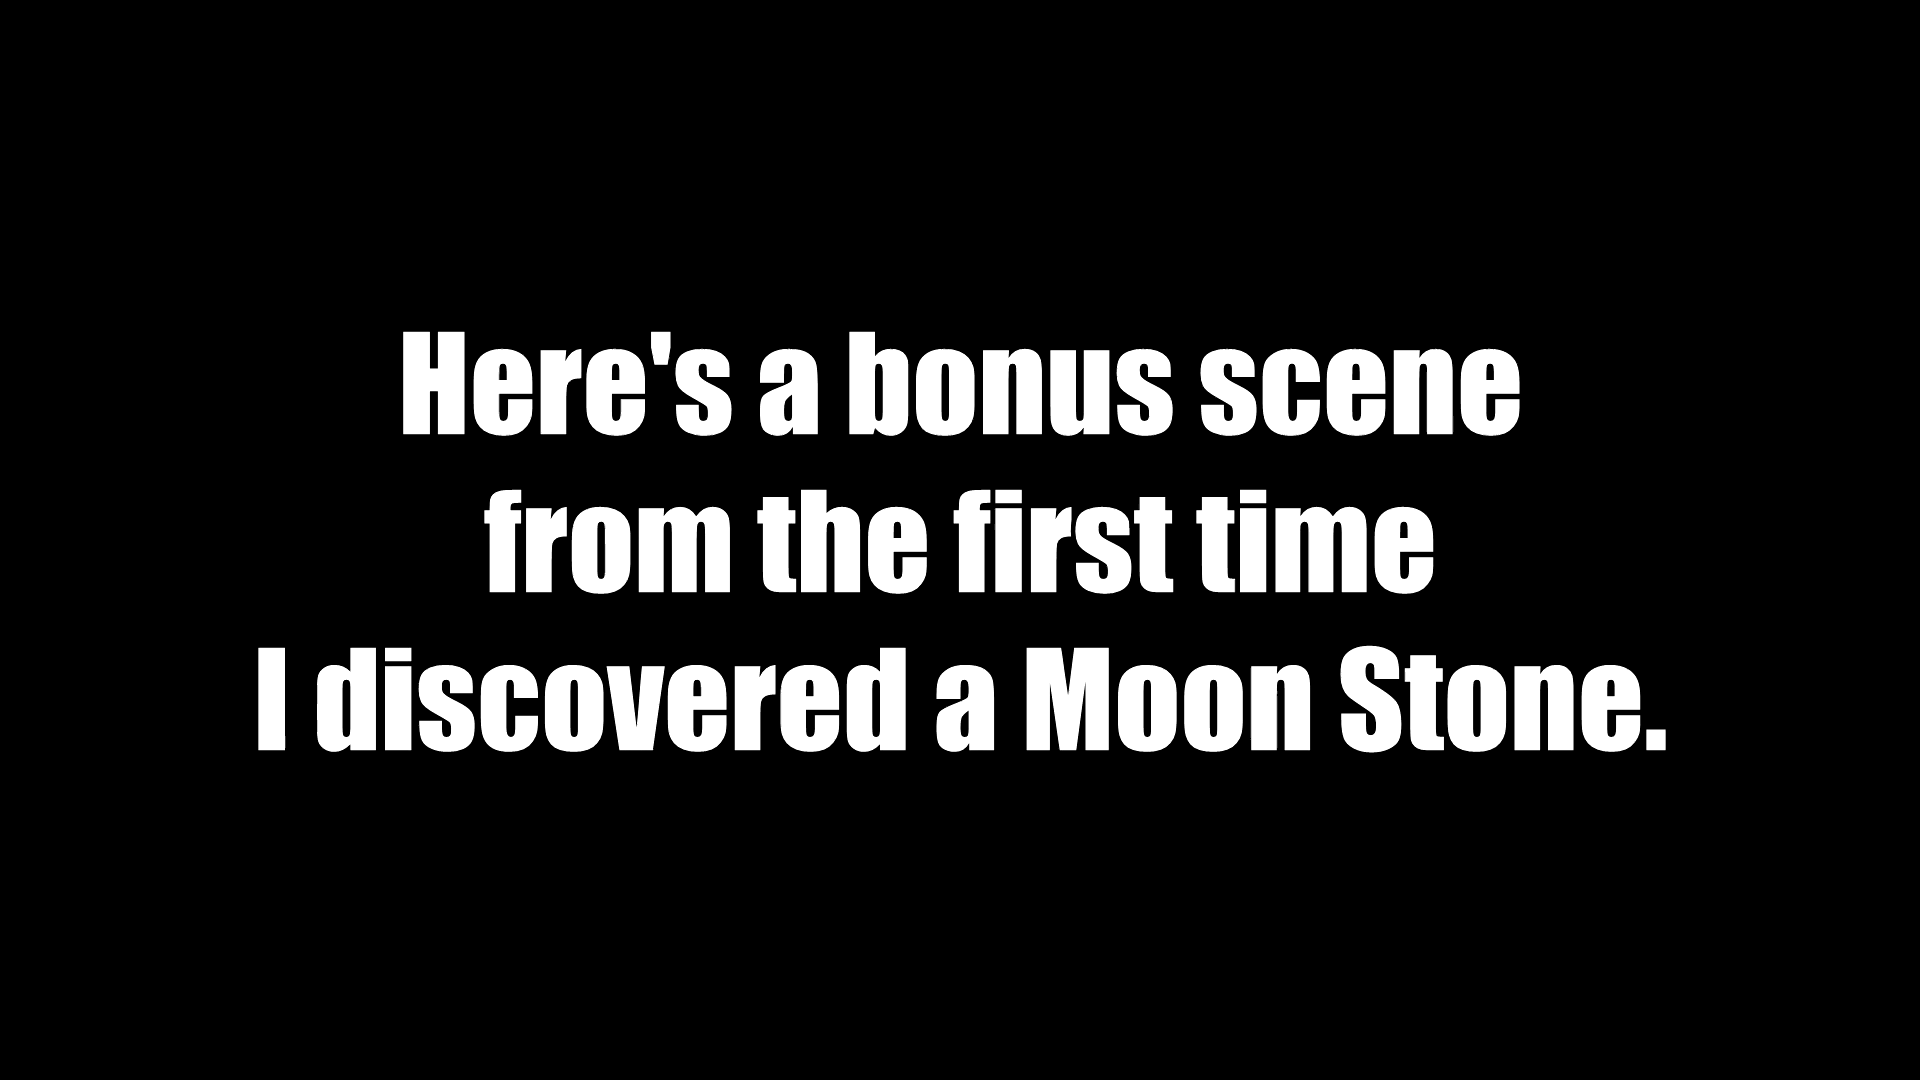 Here's a bonus scene
from the first time
I discovered a Moon Stone.